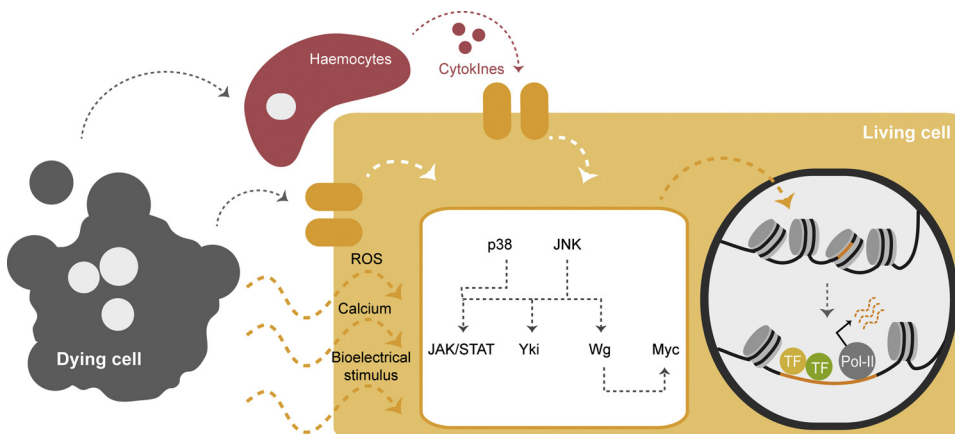 Haemocytes
CytokInes
Living cell
ROS
Calcium
Bioelectrical
stimulus
Dying cell
p38
JNK
JAK/STAT
Yki
Wg
Myc
TF
TF
Pol-II